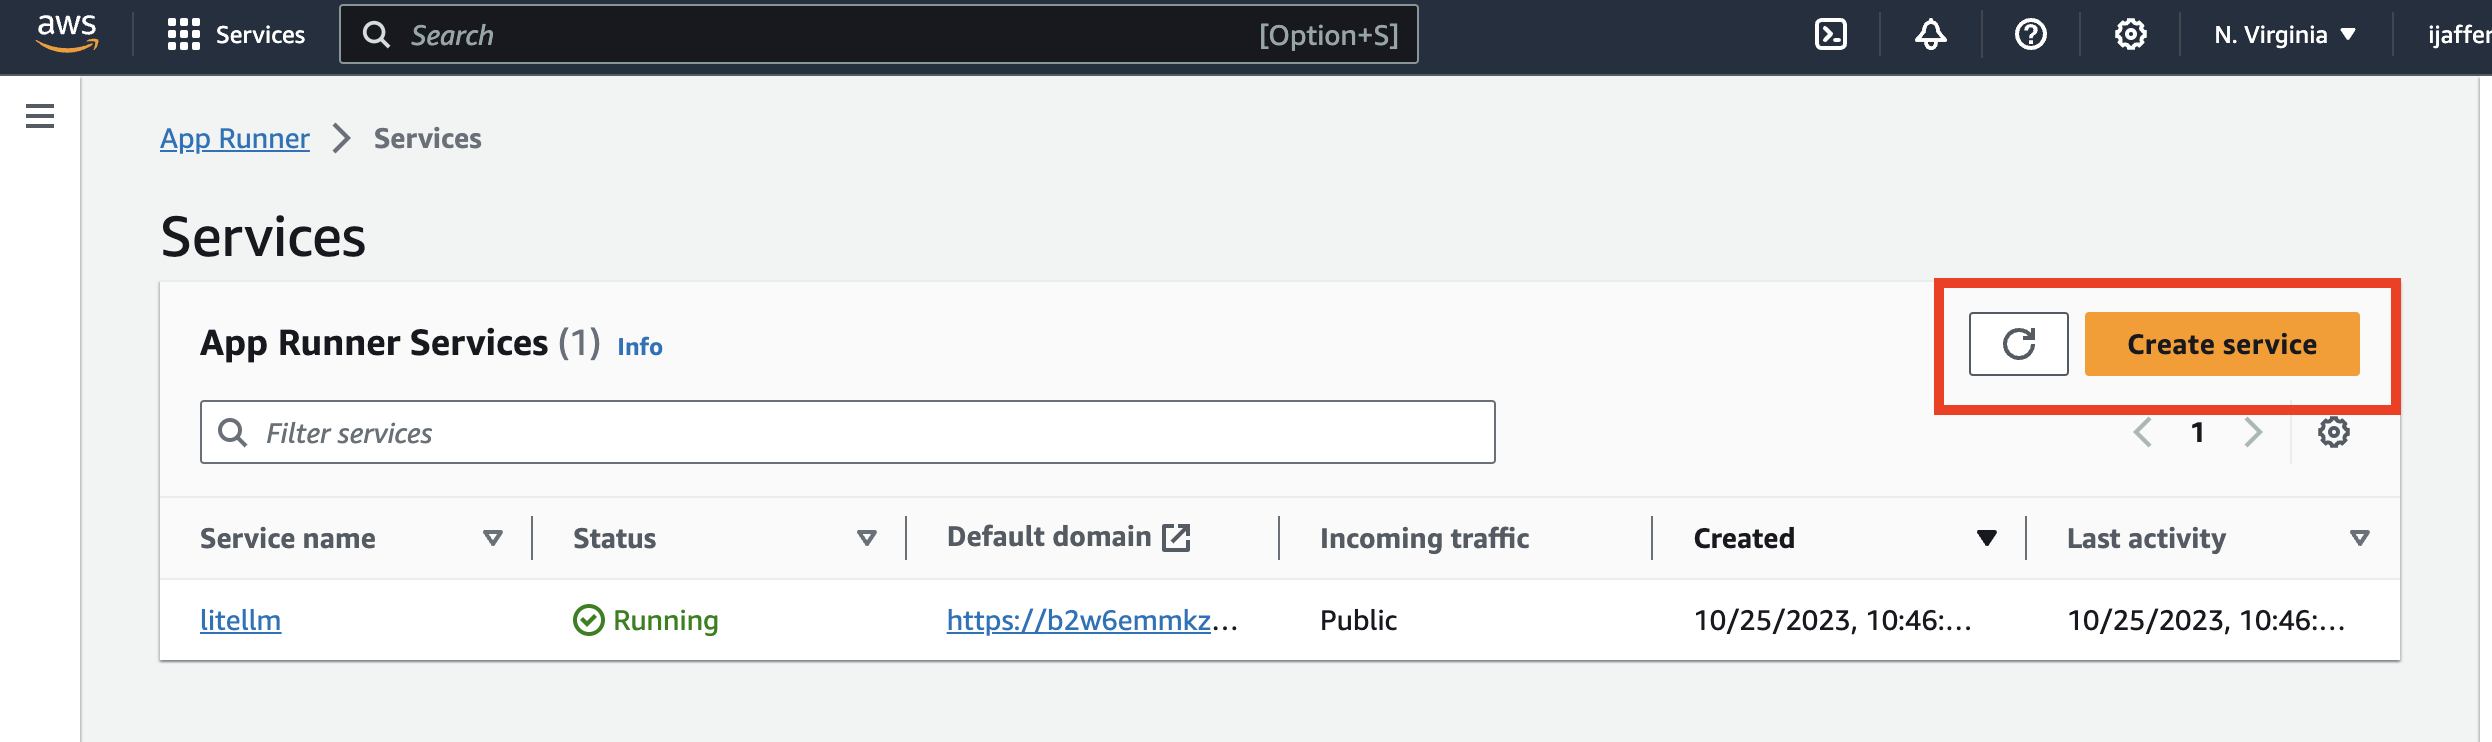 aws Services Search [Option+S] N. Virginia ijaffer
App Runner Services
Services
App Runner Services (1) Info
Create service
Filter services
1
Service name Status Default domain Incoming traffic Created Last activity
litellm Running https://b2w6emmkz... Public 10/25/2023, 10:46:... 10/25/2023, 10:46:...